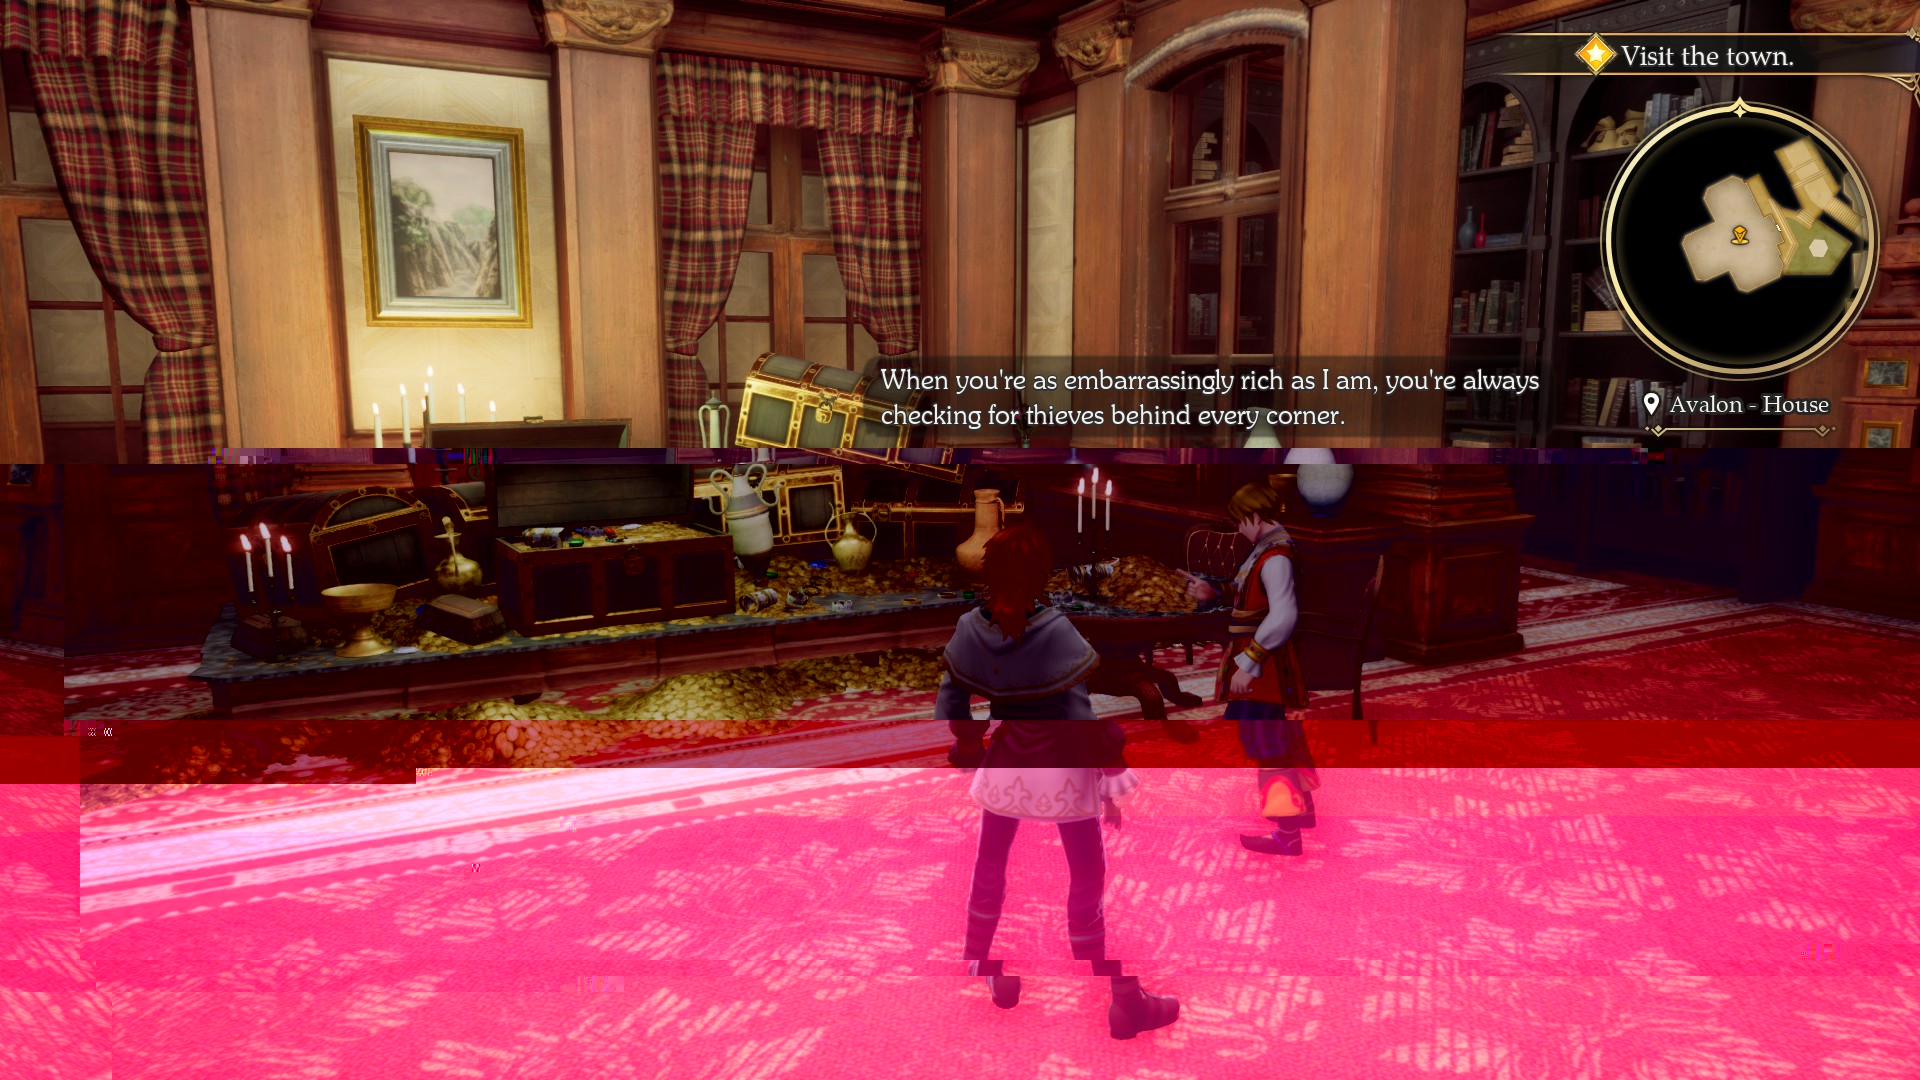 Visit the town.
When you're as embarrassingly rich as I am, you're always
checking for thieves behind every corner.
Avalon - House